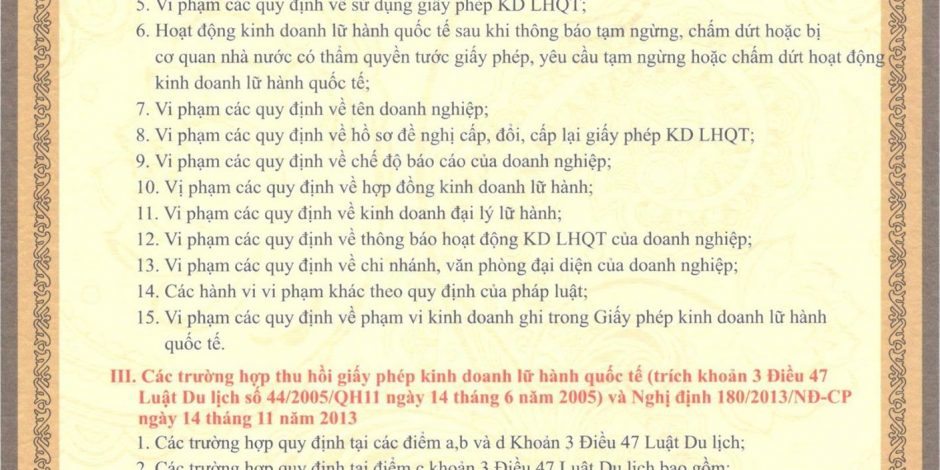 5. Vi phạm các quy định về sử dụng giấy phép KD LHQT;
6. Hoạt động kinh doanh lữ hành quốc tế sau khi thông báo tạm ngừng, chấm dứt hoặc bị
cơ quan nhà nước có thẩm quyền tước giấy phép, yêu cầu tạm ngừng hoặc chấm dứt hoạt động
kinh doanh lữ hành quốc tế;
7. Vi phạm các quy định về tên doanh nghiệp;
8. Vi phạm các quy định về hồ sơ đề nghị cấp, đổi, cấp lại giấy phép KD LHQT;
9. Vi phạm các quy định về chế độ báo cáo của doanh nghiệp;
10. Vị phạm các quy định về hợp đồng kinh doanh lữ hành;
11. Vi phạm các quy định về kinh doanh đại lý lữ hành;
12. Vi phạm các quy định về thông báo hoạt động KD LHQT của doanh nghiệp;
13. Vi phạm các quy định về chi nhánh, văn phòng đại diện của doanh nghiệp;
14. Các hành vi vi phạm khác theo quy định của pháp luật;
15. Vi phạm các quy định về phạm vi kinh doanh ghi trong Giấy phép kinh doanh lữ hành
quốc tế.
III. Các trường hợp thu hồi giấy phép kinh doanh lữ hành quốc tế (trích khoản 3 Điều 47
Luật Du lịch số 44/2005/QH11 ngày 14 tháng 6 năm 2005) và Nghị định 180/2013/NĐ-CP
ngày 14 tháng 11 năm 2013
1. Các trường hợp quy định tại các điểm a,b và d Khoản 3 Điều 47 Luật Du lịch;
2. Các trường hợp quy định tại điểm c khoản 3 Điều 47 Luật Du lịch bao gồm: